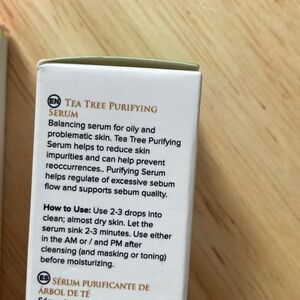 EN TEA TREE PURIFYING
SERUM
Balancing serum for oily and
problematic skin. Tea Tree Purifying
Serum helps to reduce skin
impurities and can help prevent
reoccurrences.. Purifying Serum
helps regulate of excessive sebum
flow and supports sebum quality.
How to Use: Use 2-3 drops into
clean; almost dry skin. Let the
serum sink 2-3 minutes. Use either
in the AM or / and PM after
cleansing (and masking or toning)
before moisturizing.
ES SÉRUM PURIFICANTE DE
ÁRBOL DE TÉ